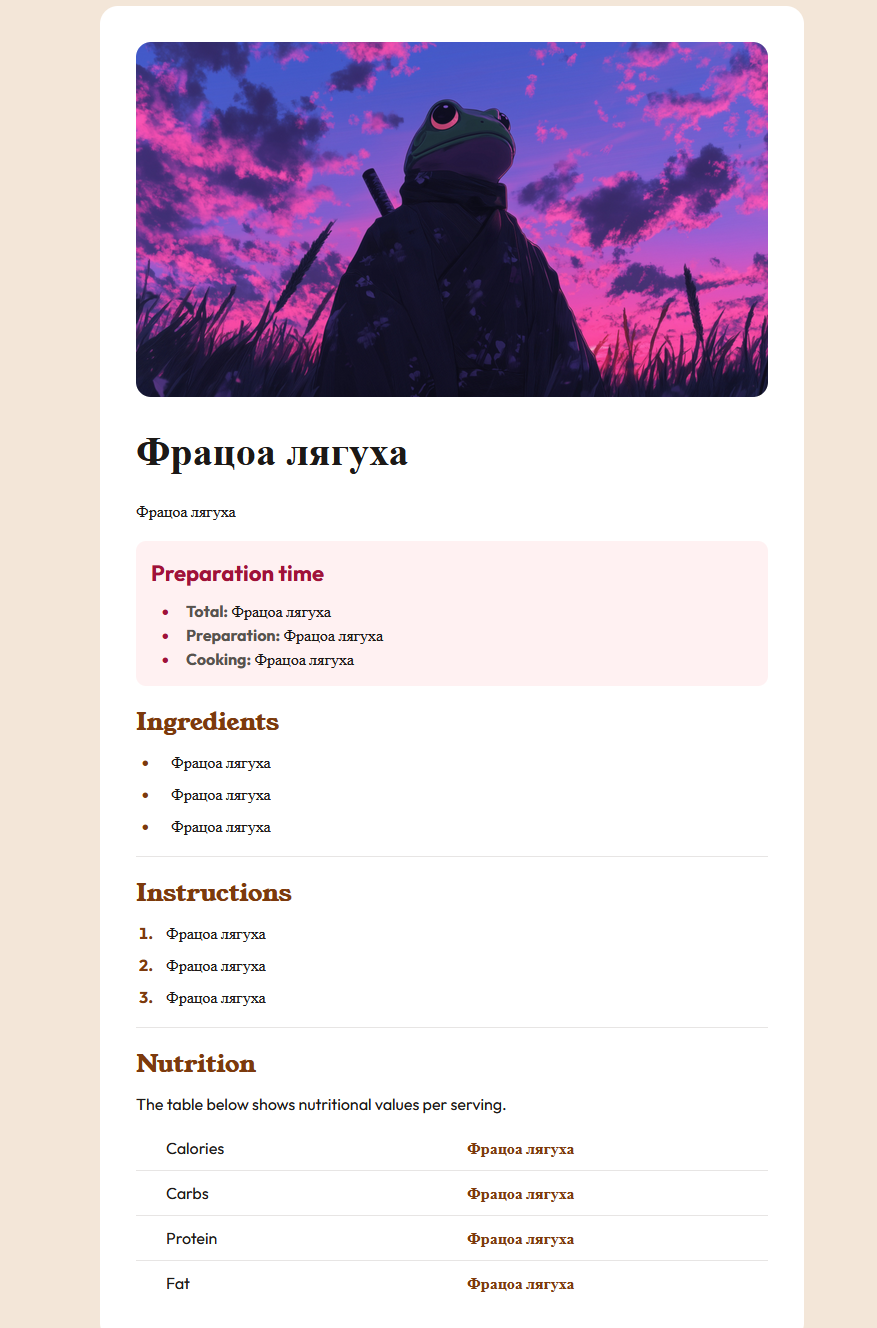 Фрацоа лягуха
Фрацоа лягуха
Preparation time
Total: Фрацоа лягуха
Preparation: Фрацоа лягуха
Cooking: Фрацоа лягуха
Ingredients
Фрацоа лягуха
Фрацоа лягуха
Фрацоа лягуха
Instructions
1. Фрацоа лягуха
2. Фрацоа лягуха
3. Фрацоа лягуха
Nutrition
The table below shows nutritional values per serving.
Calories Фрацоа лягуха
Carbs Фрацоа лягуха
Protein Фрацоа лягуха
Fat Фрацоа лягуха